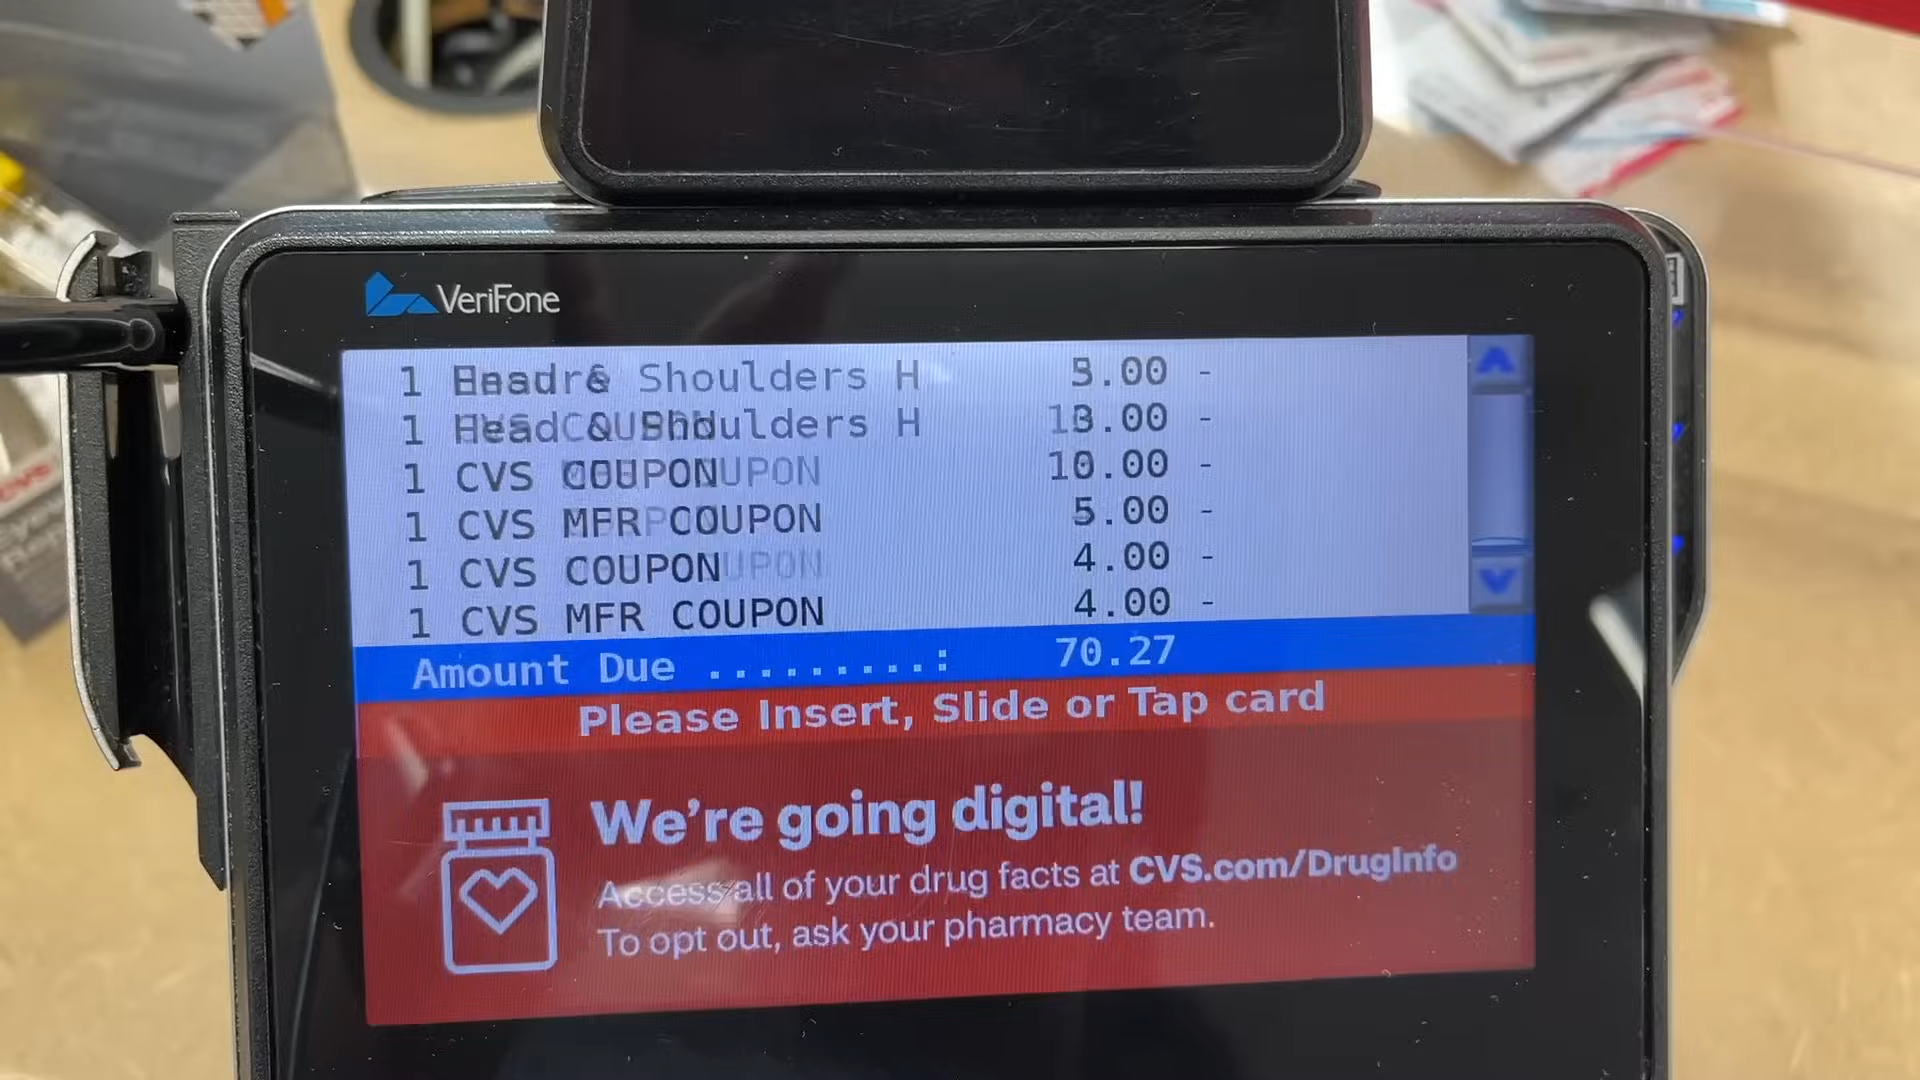 VeriFone
1 Head & Shoulders H .00 -
1 Head & Shoulders H .00 -
1 CVS COUPON 10.00 -
1 CVS MFR COUPON 5.00 -
1 CVS COUPON 4.00 -
1 CVS MFR COUPON 4.00 -
Amount Due .........: 70.27
Please Insert, Slide or Tap card
We’re going digital!
Access all of your drug facts at CVS.com/DrugInfo
To opt out, ask your pharmacy team.